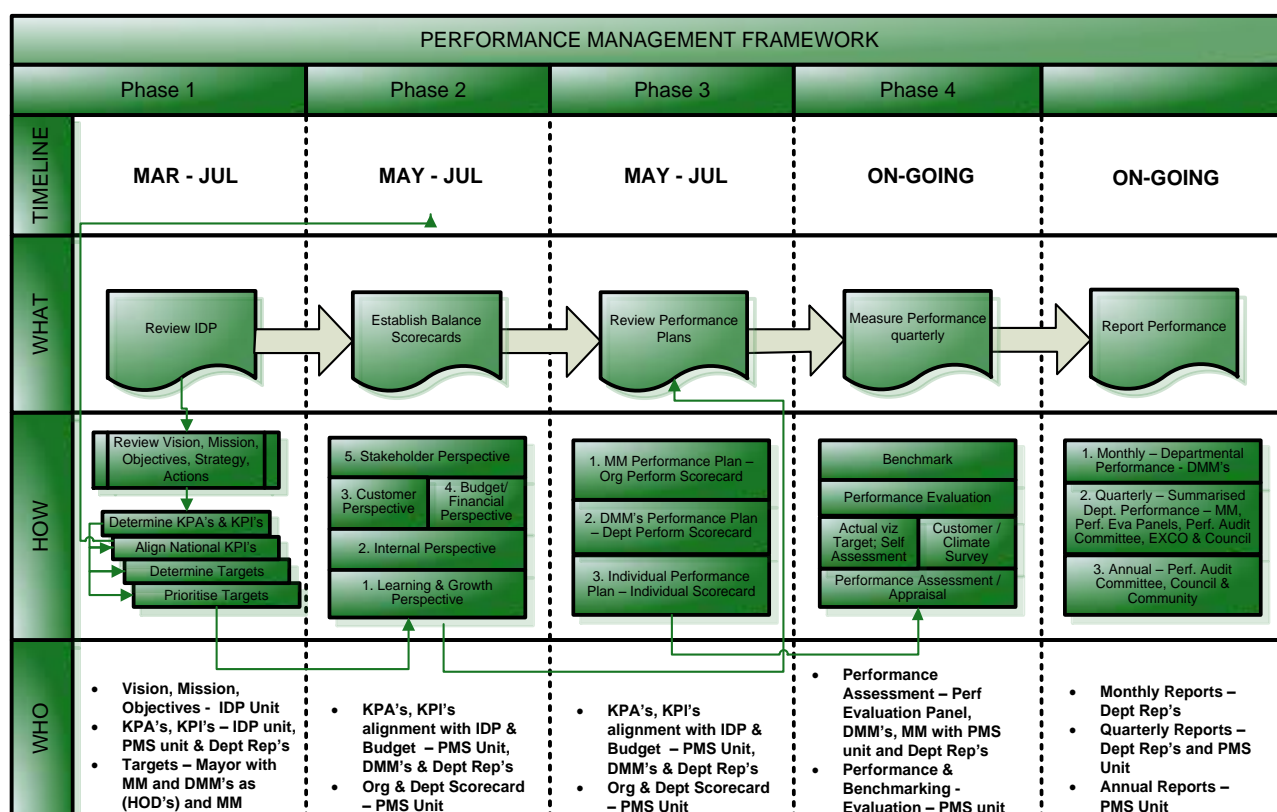 PERFORMANCE MANAGEMENT FRAMEWORK
Phase 1
Phase 2
Phase 3
Phase 4
TIMELINE
MAR - JUL
MAY - JUL
MAY - JUL
ON-GOING
ON-GOING
WHAT
Review IDP
Establish Balance
Scorecards
Review Performance
Plans
Measure Performance
quarterly
Report Performance
HOW
Review Vision, Mission,
Objectives, Strategy,
Actions
Determine KPA's & KPI's
Align National KPI's
Determine Targets
Prioritise Targets
5. Stakeholder Perspective
3. Customer
Perspective
4. Budget/
Financial
Perspective
2. Internal Perspective
1. Learning & Growth
Perspective
1. MM Performance Plan –
Org Perform Scorecard
2. DMM's Performance Plan
– Dept Perform Scorecard
3. Individual Performance
Plan – Individual Scorecard
Benchmark
Performance Evaluation
Actual viz
Target; Self
Assessment
Customer /
Climate
Survey
Performance Assessment /
Appraisal
1. Monthly – Departmental
Performance - DMM's
2. Quarterly – Summarised
Dept. Performance – MM,
Perf. Eva Panels, Perf. Audit
Committee, EXCO & Council
3. Annual – Perf. Audit
Committee, Council &
Community
WHO
• Vision, Mission,
Objectives - IDP Unit
• KPA's, KPI's – IDP unit,
PMS unit & Dept Rep's
• Targets – Mayor with
MM and DMM's as
(HOD's) and MM
• KPA's, KPI's
alignment with IDP &
Budget – PMS Unit,
DMM's & Dept Rep's
• Org & Dept Scorecard
– PMS Unit
• KPA's, KPI's
alignment with IDP &
Budget – PMS Unit,
DMM's & Dept Rep's
• Org & Dept Scorecard
– PMS Unit
• Performance
Assessment – Perf
Evaluation Panel,
DMM's, MM with PMS
unit and Dept Rep's
• Performance &
Benchmarking -
Evaluation – PMS unit
• Monthly Reports –
Dept Rep's
• Quarterly Reports –
Dept Rep's and PMS
Unit
• Annual Reports –
PMS Unit